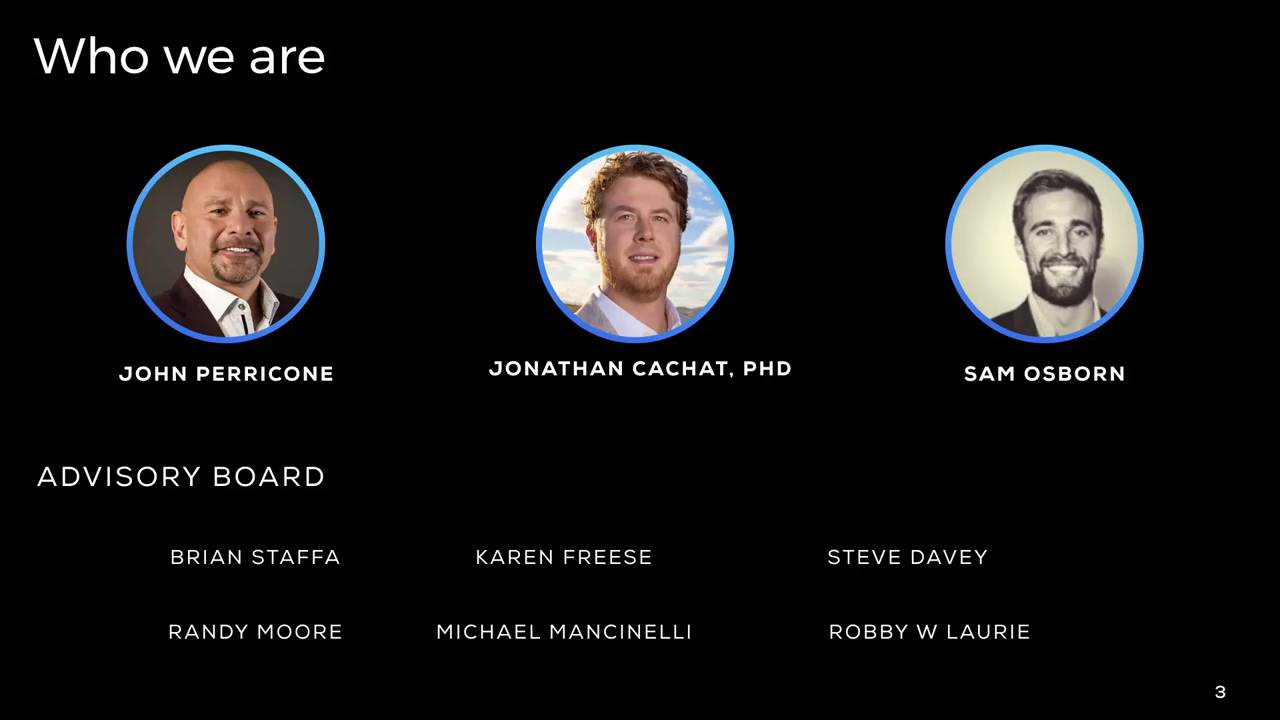 Who we are
JOHN PERRICONE
JONATHAN CACHAT, PHD
SAM OSBORN
ADVISORY BOARD
BRIAN STAFFA
KAREN FREESE
STEVE DAVEY
RANDY MOORE
MICHAEL MANCINELLI
ROBBY W LAURIE
3